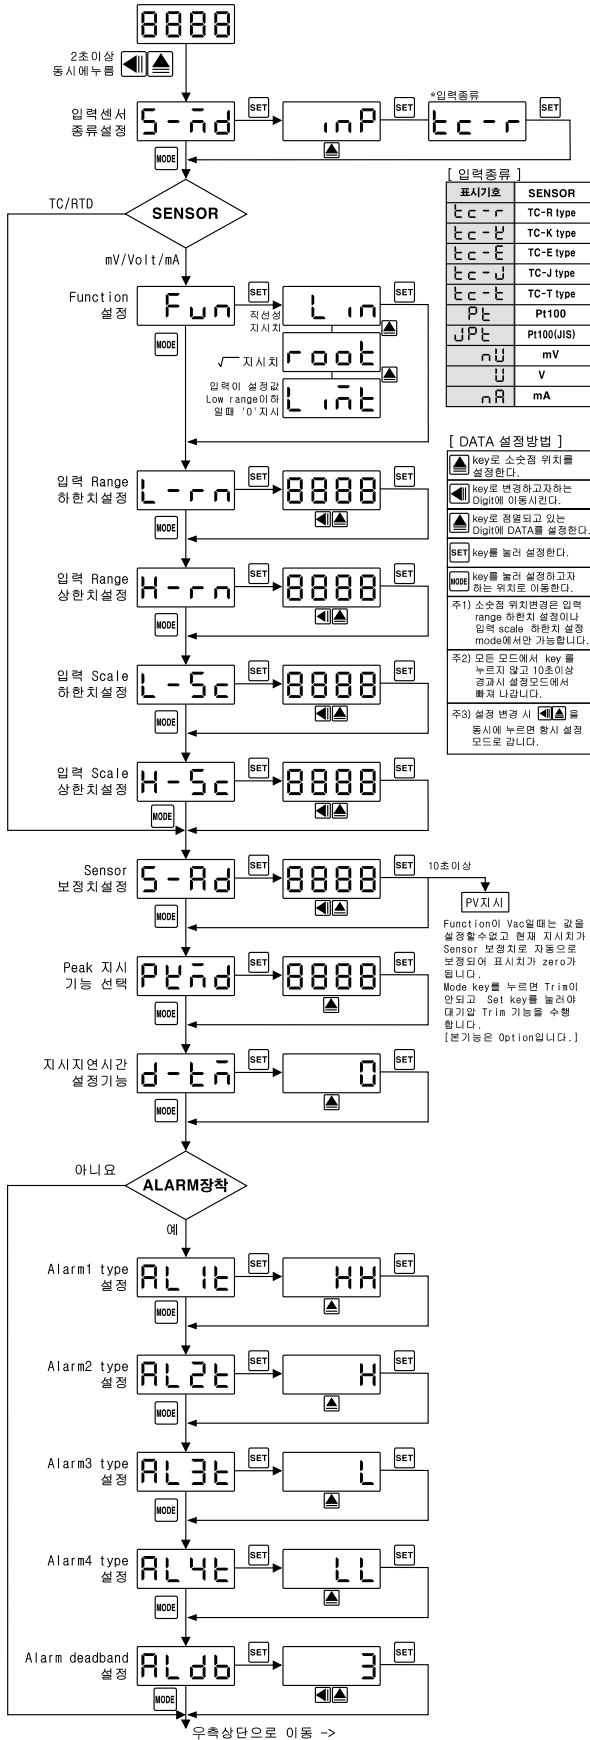 8888
2초이상
동시에누름
입력센서
종류설정
S-md
SET
inP
SET
*입력종류
tc-r
SET
MODE
[ 입력종류 ]
표시기호 SENSOR
tc-r TC-R type
tc-K TC-K type
tc-E TC-E type
tc-J TC-J type
tc-t TC-T type
Pt Pt100
JPt Pt100(JIS)
mU mV
U V
mA mA
TC/RTD
SENSOR
mV/Volt/mA
Function
설정
Fun
SET
직선성
지시치
Lin
SET
MODE
√ 지시치
root
입력이 설정값
Low range이하
일때 '0'지시
Limt
입력 Range
하한치설정
L-rn
SET
8888
SET
MODE
입력 Range
상한치설정
H-rn
SET
8888
SET
MODE
입력 Scale
하한치설정
L-Sc
SET
8888
SET
MODE
입력 Scale
상한치설정
H-Sc
SET
8888
SET
MODE
[ DATA 설정방법 ]
key로 소숫점 위치를
설정한다.
key로 변경하고자하는
Digit에 이동시킨다.
key로 점멸되고 있는
Digit에 DATA를 설정한다.
SET key를 눌러 설정한다.
MODE key를 눌러 설정하고자
하는 위치로 이동한다.
주1) 소숫점 위치변경은 입력
range 하한치 설정이나
입력 scale 하한치 설정
mode에서만 가능합니다.
주2) 모든 모드에서 key 를
누르지 않고 10초이상
경과시 설정모드에서
빠져 나갑니다.
주3) 설정 변경 시 을
동시에 누르면 항시 설정
모드로 갑니다.
Sensor
보정치설정
S-Ad
SET
8888
SET
10초이상
PV지시
MODE
Function이 Vac일때는 값을
설정할수없고 현재 지시치가
Sensor 보정치로 자동으로
보정되어 표시치가 zero가
됩니다.
Mode key를 누르면 Trim이
안되고 Set key를 눌러야
대기압 Trim 기능을 수행
합니다.
[본기능은 Option입니다.]
Peak 지시
기능 선택
PKmd
SET
8888
SET
MODE
지시지연시간
설정기능
d-tm
SET
0
SET
MODE
아니요
ALARM장착
예
Alarm1 type
설정
AL1t
SET
HH
SET
MODE
Alarm2 type
설정
AL2t
SET
H
SET
MODE
Alarm3 type
설정
AL3t
SET
L
SET
MODE
Alarm4 type
설정
AL4t
SET
LL
SET
MODE
Alarm deadband
설정
ALdb
SET
3
SET
MODE
우측상단으로 이동 ->